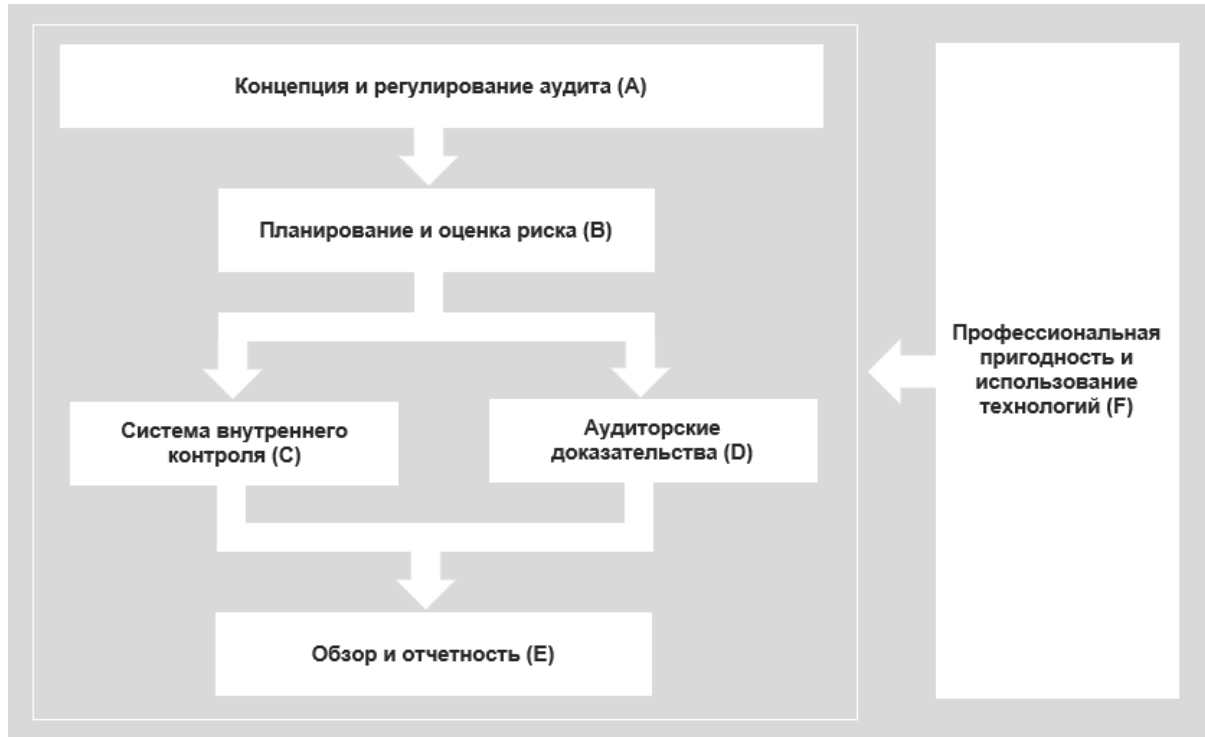 Концепция и регулирование аудита (A)
Планирование и оценка риска (B)
Система внутреннего
контроля (C)
Аудиторские
доказательства (D)
Обзор и отчетность (E)
Профессиональная
пригодность и
использование
технологий (F)